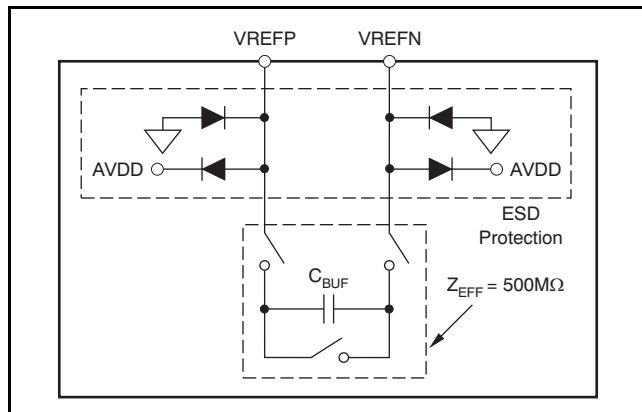 VREFP VREFN
AVDD AVDD
ESD
Protection
C_BUF
Z_EFF = 500MΩ